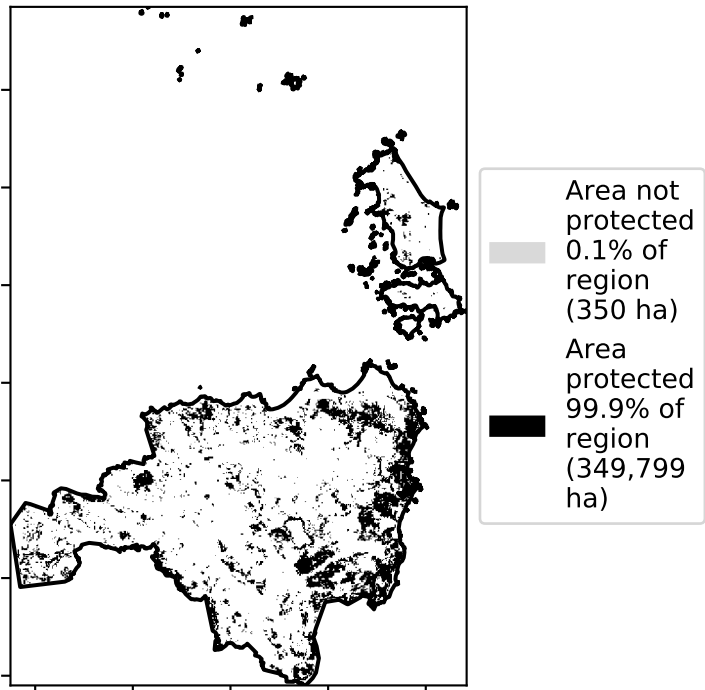 Area not
protected
0.1% of
region
(350 ha)
Area
protected
99.9% of
region
(349,799
ha)